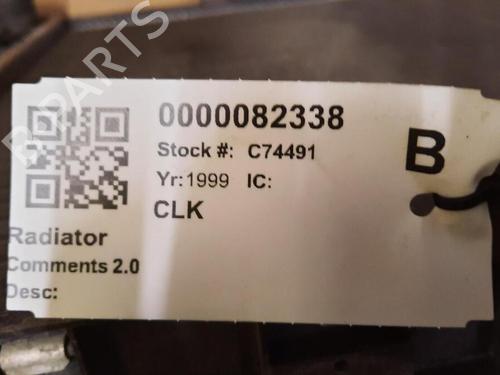 0000082338
Stock #: C74491
B
Yr:1999 IC:
CLK
Radiator
Comments 2.0
Desc:
B-PARTS